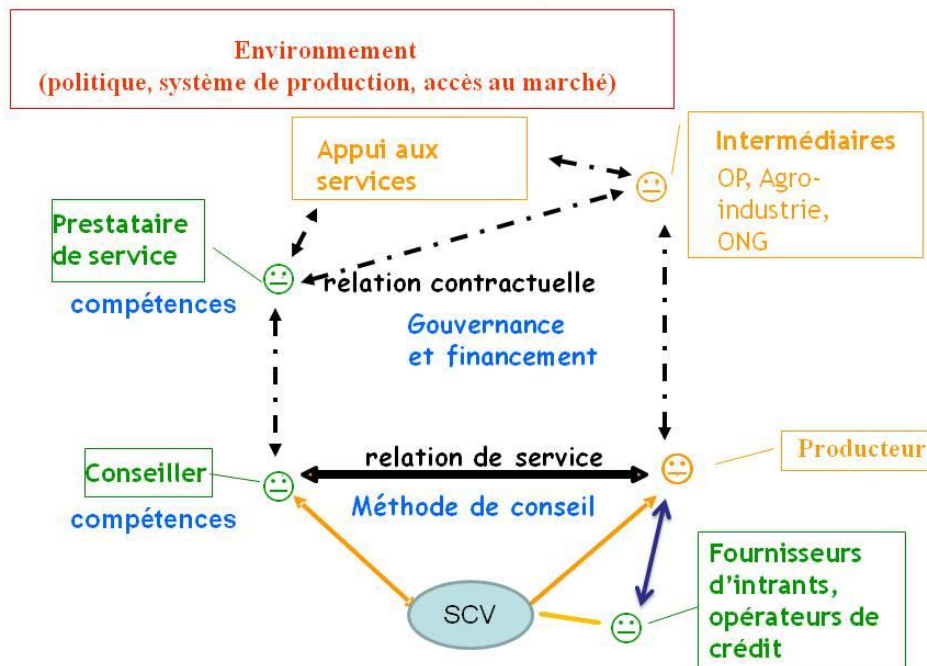 Environmement
(politique, système de production, accès au marché)
Appui aux
services
Intermédiaires
OP, Agro-
industrie,
ONG
Prestataire
de service
compétences
relation contractuelle
Gouvernance
et financement
relation de service
Producteur
Conseiller
Méthode de conseil
compétences
Fournisseurs
d'intrants,
opérateurs de
crédit
SCV